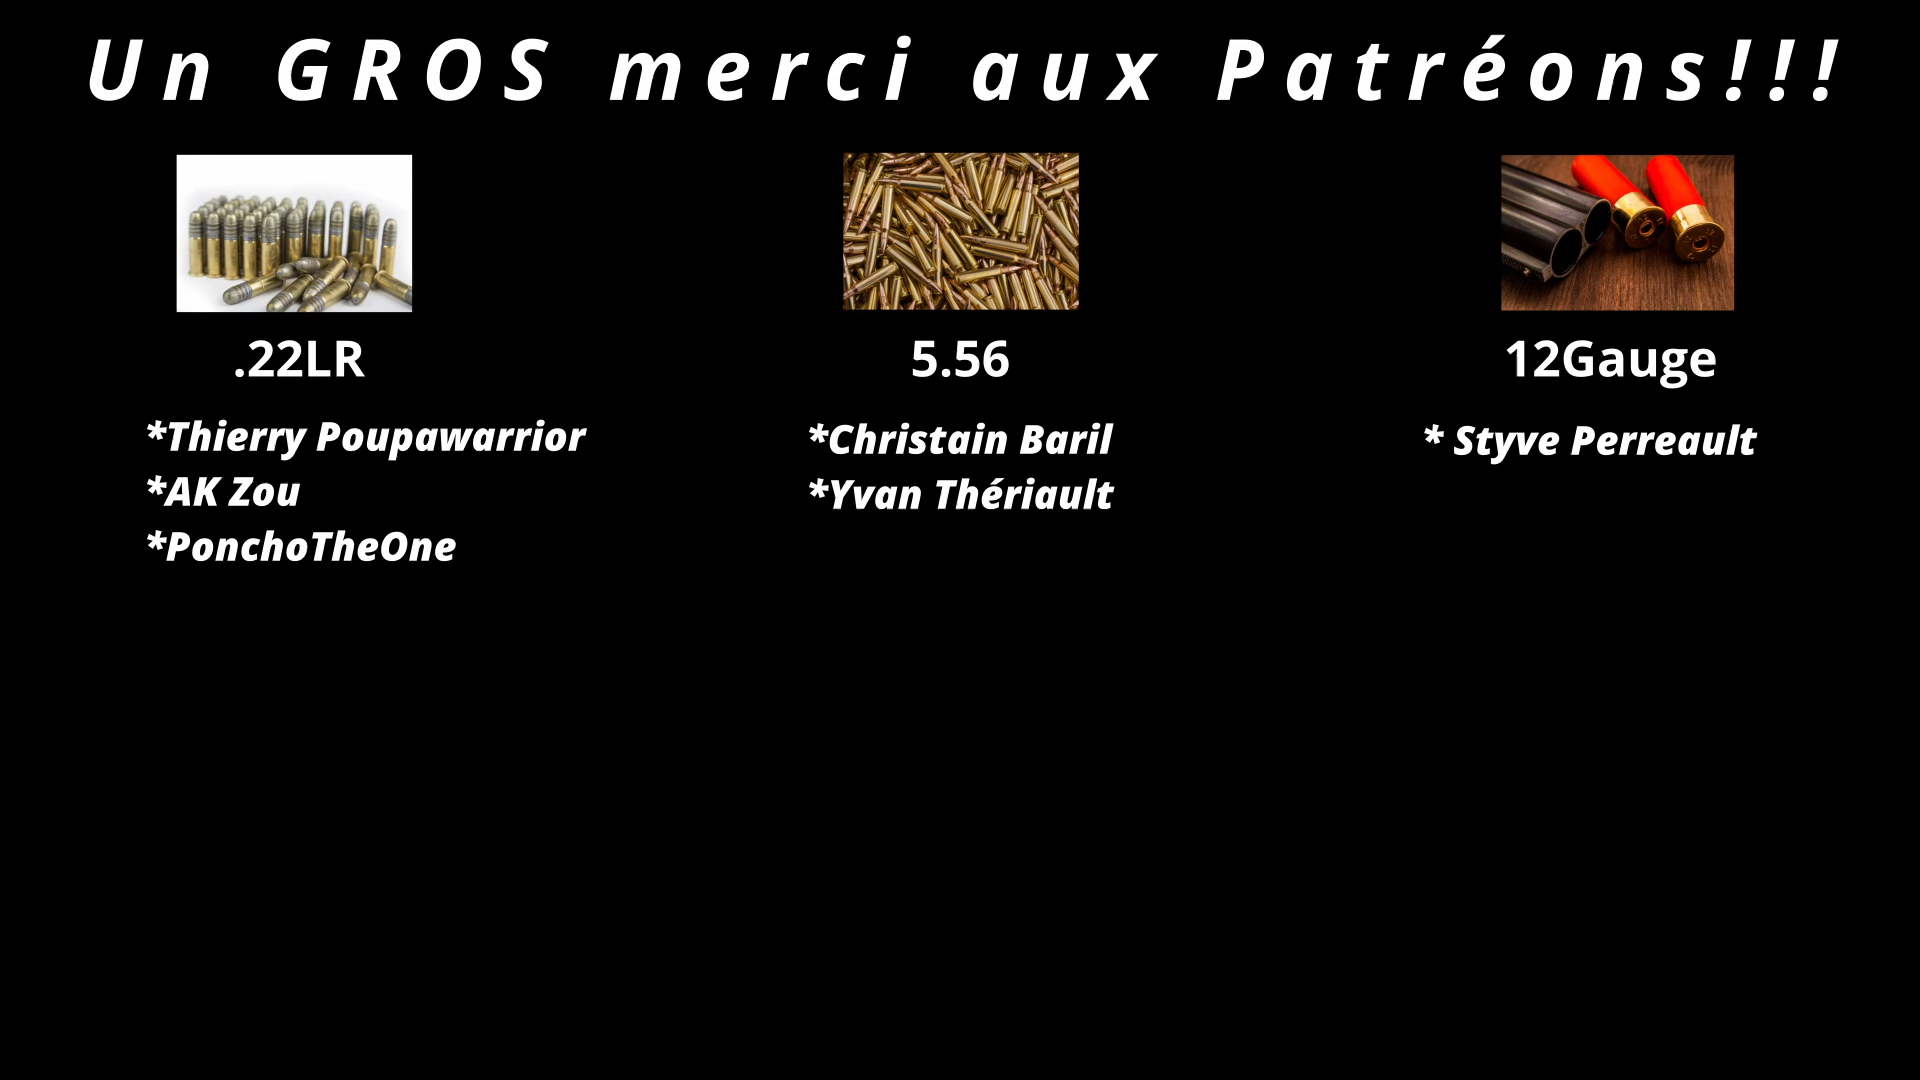 Un GROS merci aux Patréons!!!
.22LR
*Thierry Poupawarrior
*AK Zou
*PonchoTheOne
5.56
*Christain Baril
*Yvan Thériault
12Gauge
* Styve Perreault